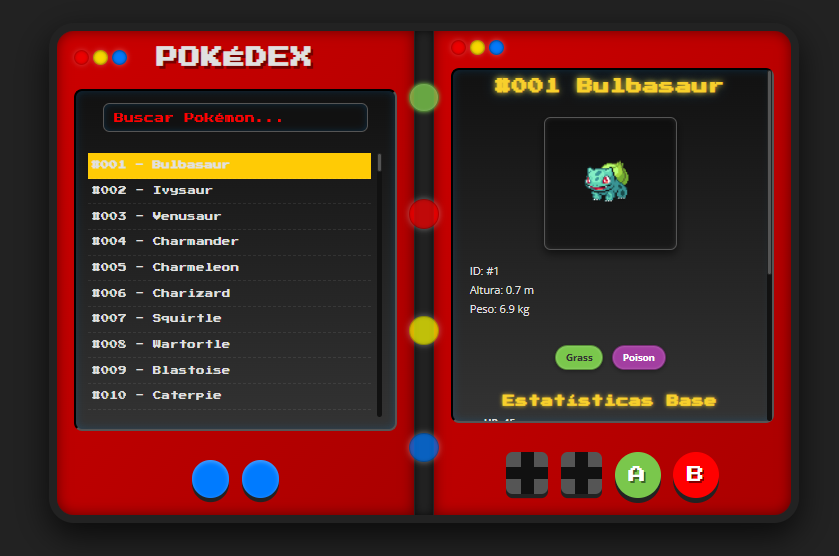 POKéDEX
Buscar Pokémon...
#001 - Bulbasaur
#002 - Ivysaur
#003 - Venusaur
#004 - Charmander
#005 - Charmeleon
#006 - Charizard
#007 - Squirtle
#008 - Wartortle
#009 - Blastoise
#010 - Caterpie
#001 Bulbasaur
ID: #1
Altura: 0.7 m
Peso: 6.9 kg
Grass Poison
Estatísticas Base
A B